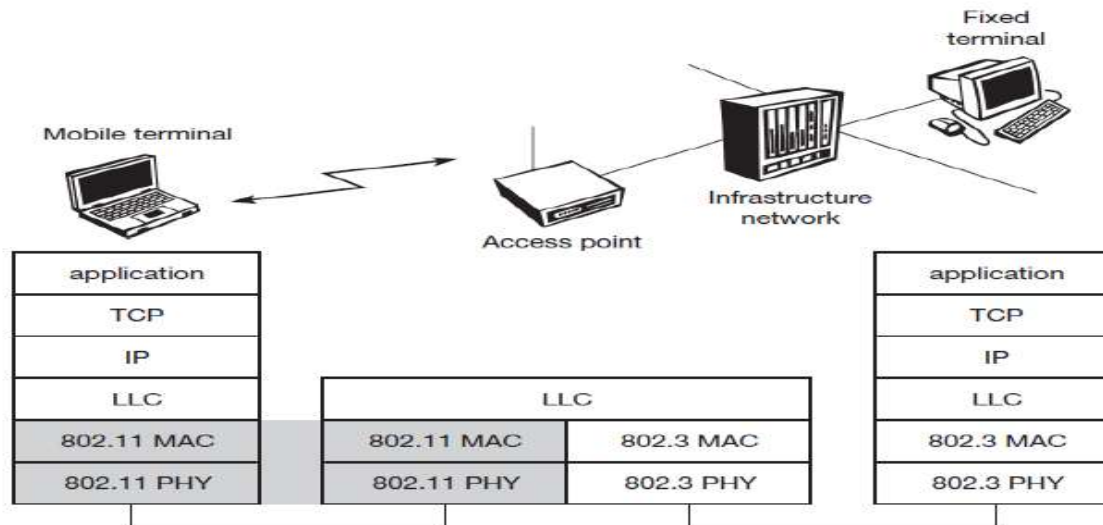 Fixed
terminal
Mobile terminal
Infrastructure
network
Access point
application
TCP
IP
LLC
802.11 MAC
802.11 PHY
LLC
802.11 MAC
802.3 MAC
802.11 PHY
802.3 PHY
application
TCP
IP
LLC
802.3 MAC
802.3 PHY